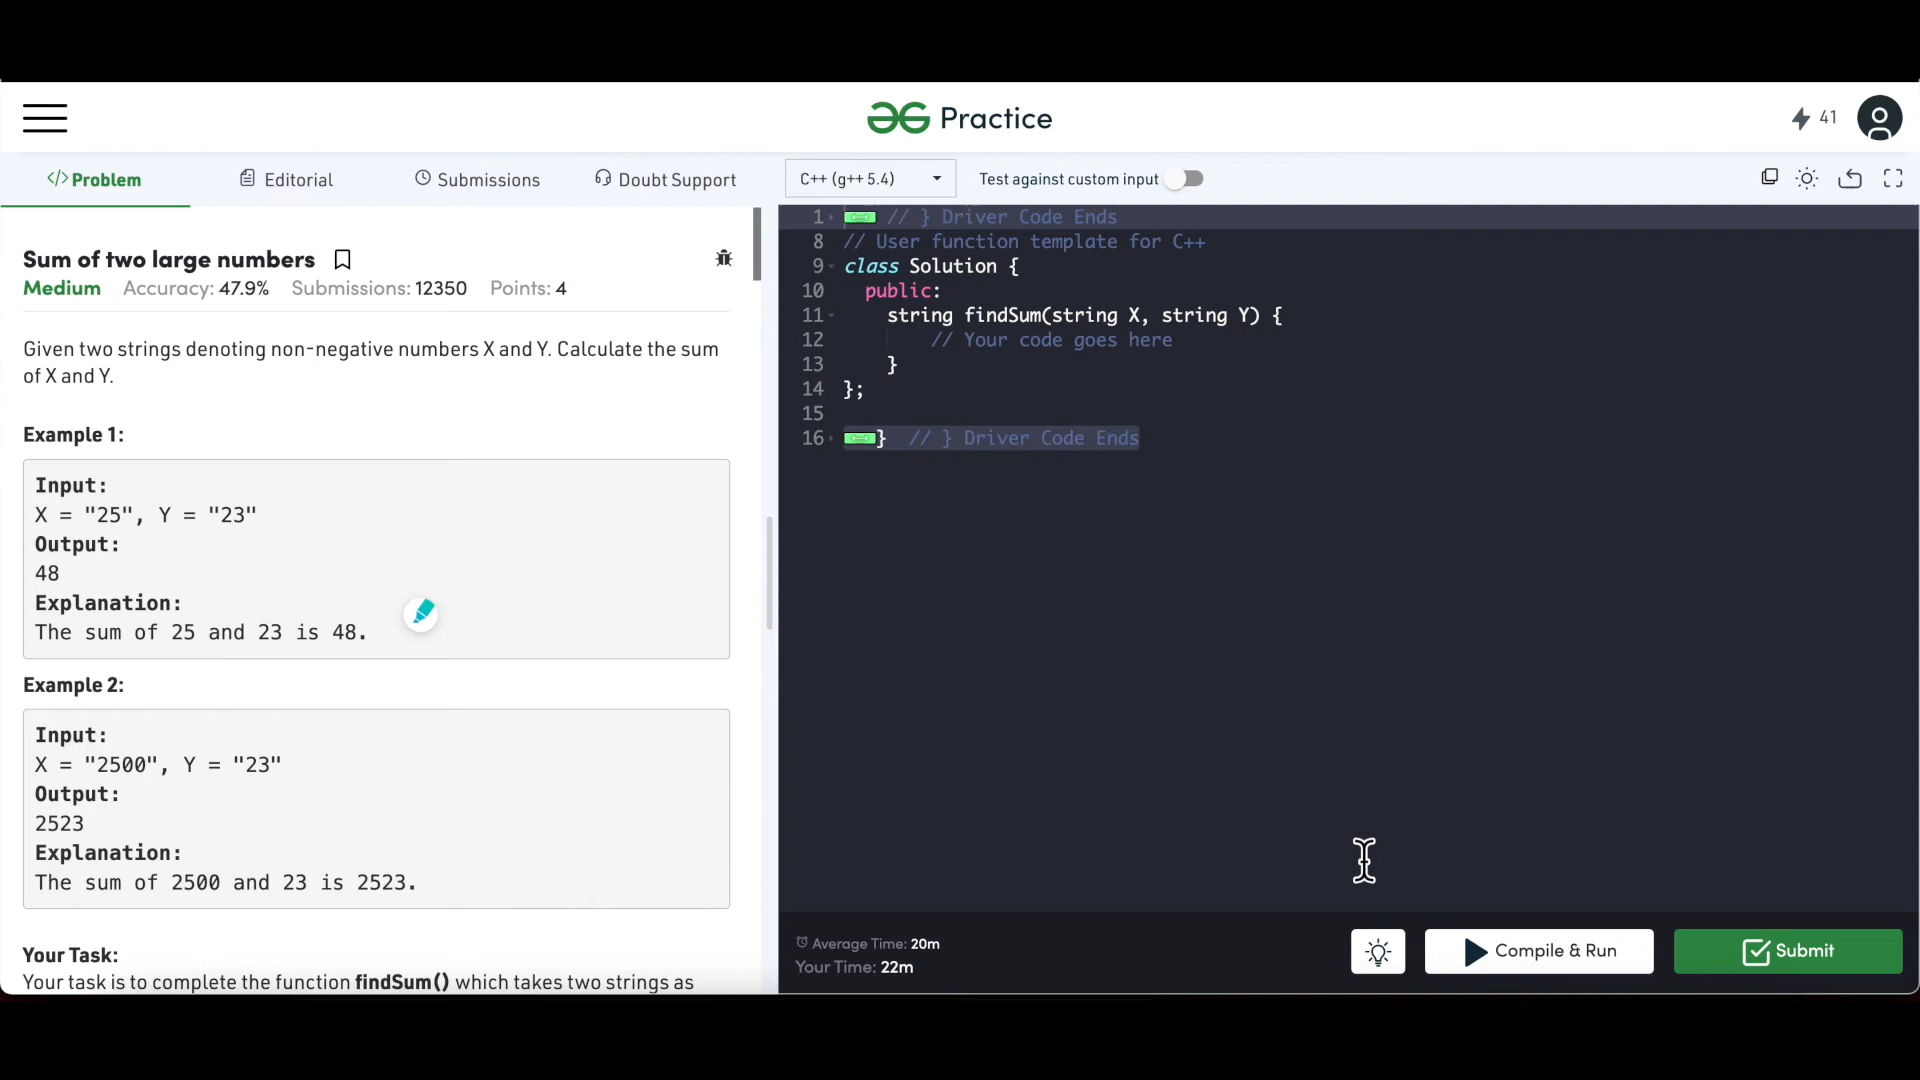 Practice
41
</>Problem
Editorial
Submissions
Doubt Support
C++ (g++ 5.4)
Test against custom input
Sum of two large numbers
Medium Accuracy: 47.9% Submissions: 12350 Points: 4
Given two strings denoting non-negative numbers X and Y. Calculate the sum
of X and Y.
Example 1:
Input:
X = "25", Y = "23"
Output:
48
Explanation:
The sum of 25 and 23 is 48.
Example 2:
Input:
X = "2500", Y = "23"
Output:
2523
Explanation:
The sum of 2500 and 23 is 2523.
Your Task:
Your task is to complete the function findSum() which takes two strings as
1 // } Driver Code Ends
8 // User function template for C++
9 class Solution {
10 public:
11 string findSum(string X, string Y) {
12 // Your code goes here
13 }
14 };
15
16 } // } Driver Code Ends
Average Time: 20m
Your Time: 22m
Compile & Run
Submit